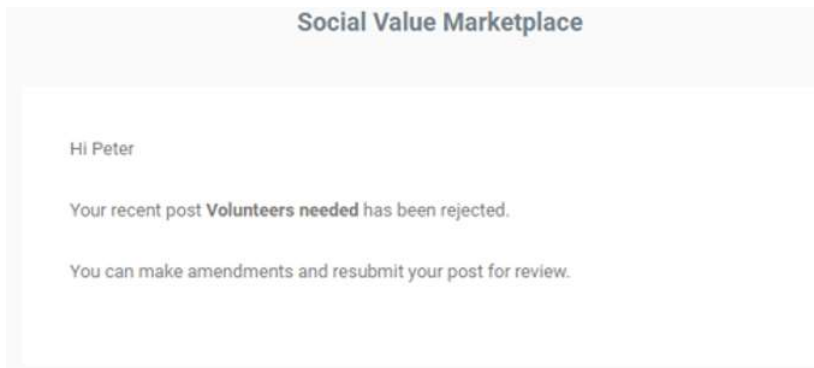 Social Value Marketplace
Hi Peter
Your recent post Volunteers needed has been rejected.
You can make amendments and resubmit your post for review.